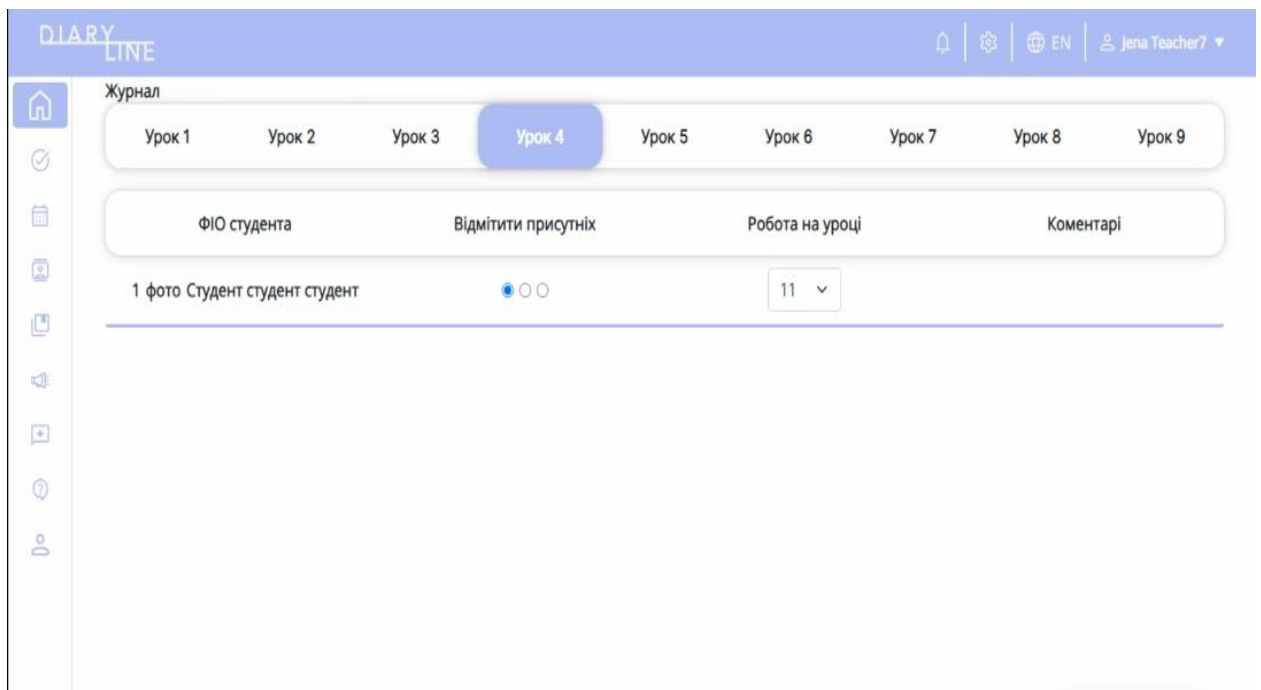 DIARY
LINE
EN
Jena Teacher7
Журнал
Урок 1 Урок 2 Урок 3 Урок 4 Урок 5 Урок 6 Урок 7 Урок 8 Урок 9
ФІО студента Відмітити присутніх Робота на уроці Коментарі
1 фото Студент студент студент 11